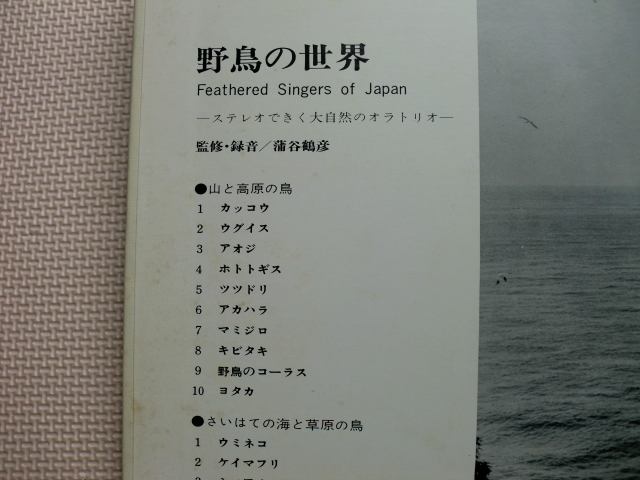 野鳥の世界
Feathered Singers of Japan
―ステレオできく大自然のオラトリオ―
監修・録音／蒲谷鶴彦
●山と高原の鳥
1 カッコウ
2 ウグイス
3 アオジ
4 ホトトギス
5 ツツドリ
6 アカハラ
7 マミジロ
8 キビタキ
9 野鳥のコーラス
10 ヨタカ
●さいはての海と草原の鳥
1 ウミネコ
2 ケイマフリ